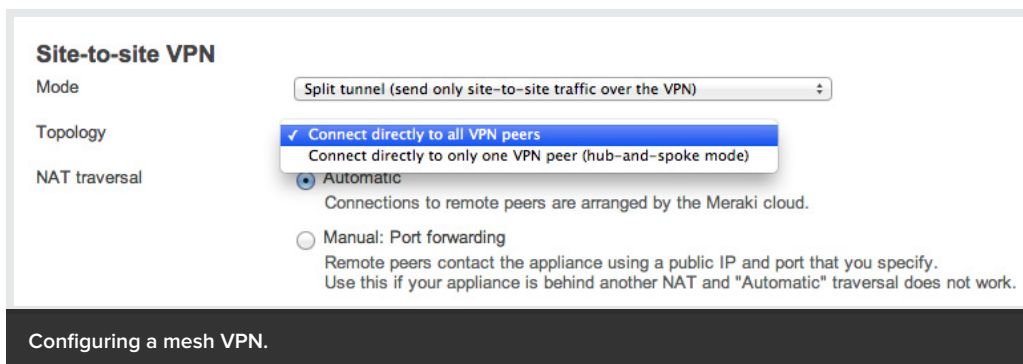 Site-to-site VPN
Mode
Split tunnel (send only site-to-site traffic over the VPN)
Topology
✓ Connect directly to all VPN peers
Connect directly to only one VPN peer (hub-and-spoke mode)
NAT traversal
Automatic
Connections to remote peers are arranged by the Meraki cloud.
Manual: Port forwarding
Remote peers contact the appliance using a public IP and port that you specify.
Use this if your appliance is behind another NAT and "Automatic" traversal does not work.
Configuring a mesh VPN.